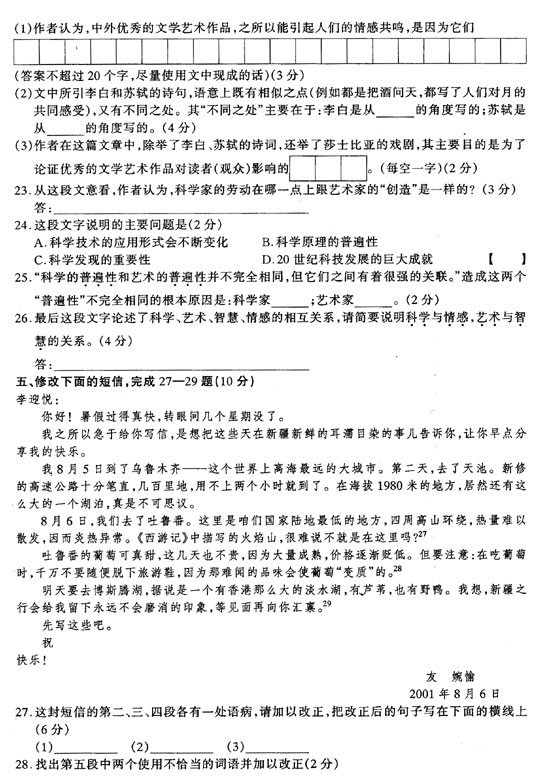 (1)作者认为,中外优秀的文学艺术作品,之所以能引起人们的情感共鸣,是因为它们
(答案不超过20个字,尽量使用文中现成的话)(3分)
(2)文中所引李白和苏轼的诗句,语意上既有相似之点(例如都是把酒问天,都写了人们对月的
共同感受),又有不同之处。其“不同之处”主要在于:李白是从______的角度写的;苏轼是
从______的角度写的。(4分)
(3)作者在这篇文章中,除举了李白、苏轼的诗词,还举了莎士比亚的戏剧,其主要目的是为了
论证优秀的文学艺术作品对读者(观众)影响的 。(每空一字)(2分)
23.从这段文意看,作者认为,科学家的劳动在哪一点上跟艺术家的“创造”是一样的?(3分)
答:______
24.这段文字说明的主要问题是(2分)
A.科学技术的应用形式会不断变化 B.科学原理的普遍性
C.科学发现的重要性 D.20世纪科技发展的巨大成就 【 】
25.“科学的普遍性和艺术的普遍性并不完全相同,但它们之间有着很强的关联。”造成这两个
“普遍性”不完全相同的根本原因是:科学家______;艺术家______。(2分)
26.最后这段文字论述了科学、艺术、智慧、情感的相互关系,请简要说明科学与情感,艺术与智
慧的关系。(4分)
答:______
五、修改下面的短信,完成27—29题(10分)
李迎悦:
你好!暑假过得真快,转眼间几个星期没了。
我之所以急于给你写信,是想把这些天在新疆新鲜的耳濡目染的事儿告诉你,让你早点分
享我的快乐。
我8月5日到了乌鲁木齐——这个世界上离海最远的大城市。第二天,去了天池。新修
的高速公路十分笔直,几百里地,用不上两个小时就到了。在海拔1980米的地方,居然还有这
么大的一个湖泊,真是不可思议。
8月6日,我们去了吐鲁番。这里是咱们国家陆地最低的地方,四周高山环绕,热量难以
散发,因而炎热异常。《西游记》中描写的火焰山,很难说不就是在这里吗?27
吐鲁番的葡萄可真甜,这几天也不贵,因为大量成熟,价格逐渐贬低。但要注意:在吃葡萄
时,千万不要随便脱下旅游鞋,因为那难闻的品味会使葡萄“变质”的。28
明天要去博斯腾湖,据说是一个有香港那么大的淡水湖,有芦苇,也有野鸭。我想,新疆之
行会给我留下永远不会磨消的印象,等见面再向你汇禀。29
先写这些吧。
祝
快乐!
友 婉愉
2001年8月6日
27.这封短信的第二、三、四段各有一处语病,请加以改正,把改正后的句子写在下面的横线上
(6分)
(1)______ (2)______ (3)______
28.找出第五段中两个使用不恰当的词语并加以改正(2分)